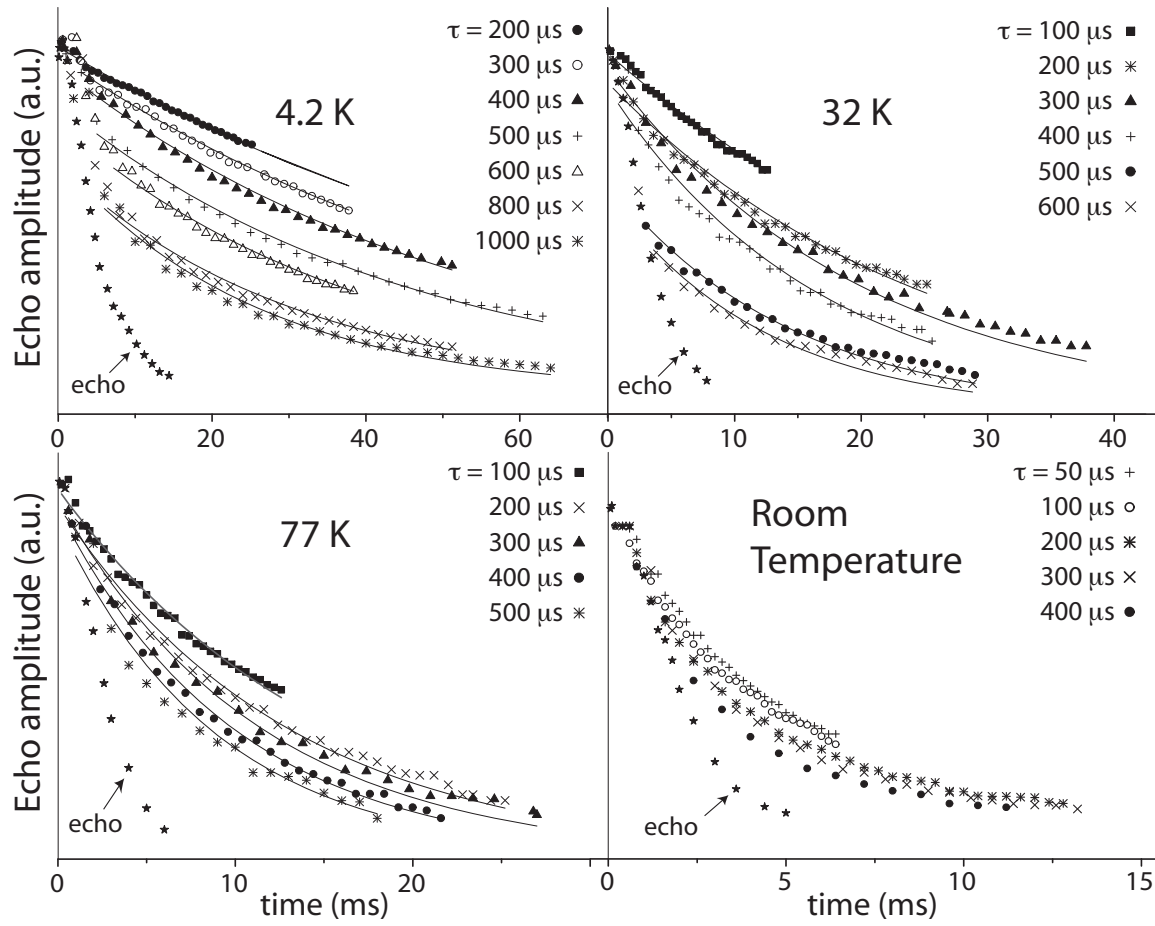 Echo amplitude (a.u.)
4.2 K
τ = 200 μs
300 μs
400 μs
500 μs
600 μs
800 μs
1000 μs
echo
0 20 40 60
32 K
τ = 100 μs
200 μs
300 μs
400 μs
500 μs
600 μs
echo
0 10 20 30 40
Echo amplitude (a.u.)
77 K
τ = 100 μs
200 μs
300 μs
400 μs
500 μs
echo
0 10 20
time (ms)
Room
Temperature
τ = 50 μs
100 μs
200 μs
300 μs
400 μs
echo
0 5 10 15
time (ms)